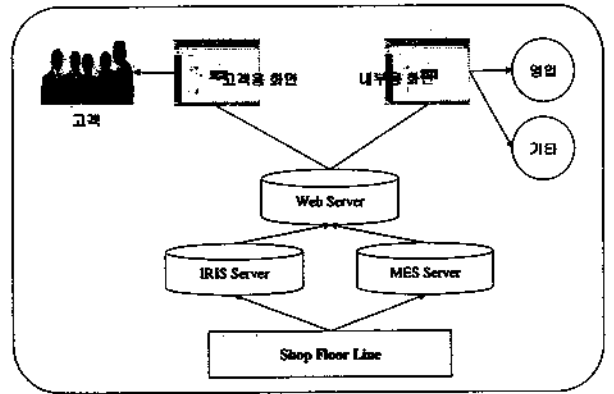 고객용 화면
내부용 화면
영업
고객
기타
Web Server
IRIS Server
MES Server
Shop Floor Line